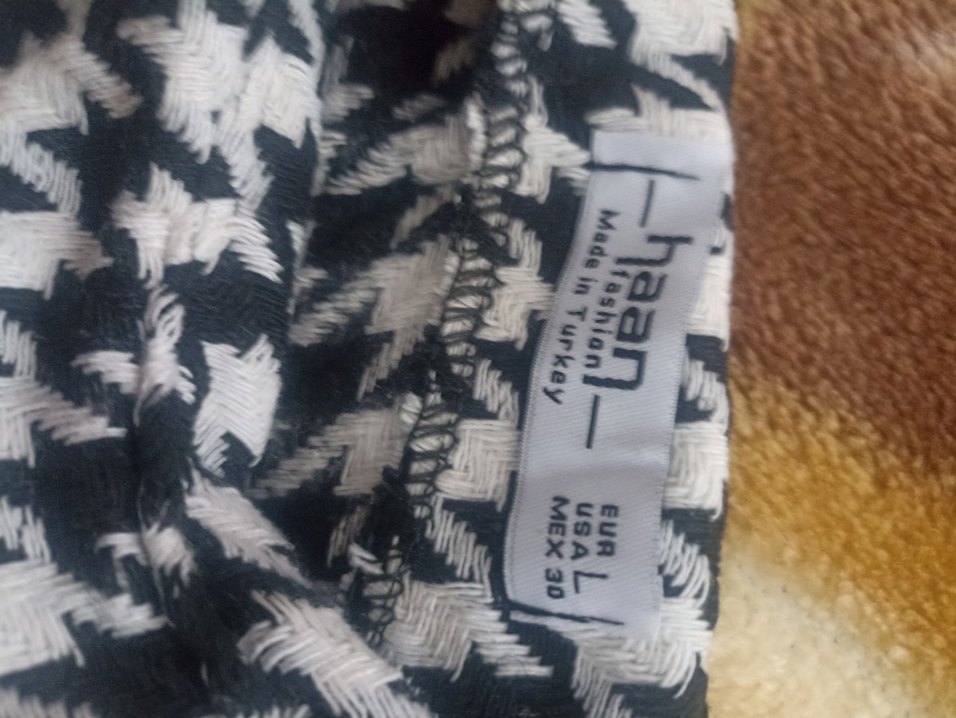 haan
fashion
Made in Turkey
EUR
USA L
MEX 30